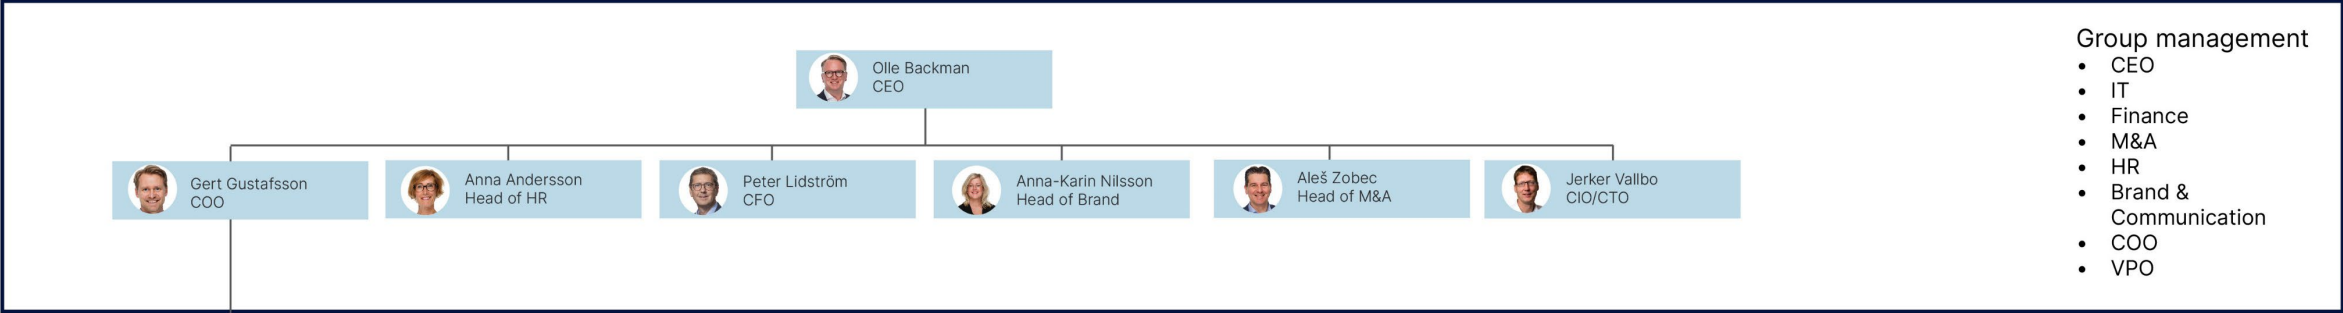 Olle Backman
CEO
Gert Gustafsson
COO
Anna Andersson
Head of HR
Peter Lidström
CFO
Anna-Karin Nilsson
Head of Brand
Aleš Zobec
Head of M&A
Jerker Vallbo
CIO/CTO
Group management
• CEO
• IT
• Finance
• M&A
• HR
• Brand &
Communication
• COO
• VPO